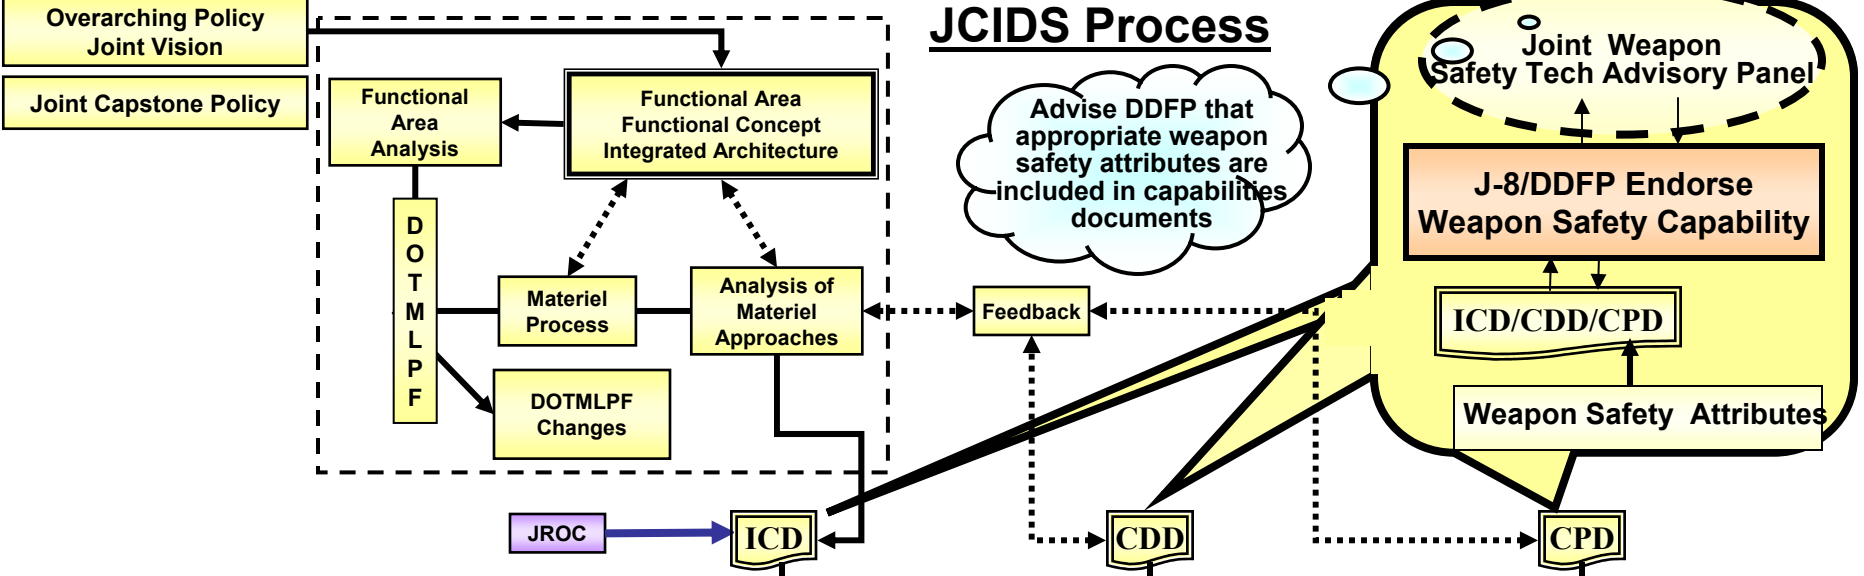 Overarching Policy
Joint Vision
Joint Capstone Policy
JCIDS Process
Functional
Area
Analysis
Functional Area
Functional Concept
Integrated Architecture
Advise DDFP that
appropriate weapon
safety attributes are
included in capabilities
documents
Joint Weapon
Safety Tech Advisory Panel
J-8/DDFP Endorse
Weapon Safety Capability
D
O
T
M
L
P
F
Materiel
Process
Analysis of
Materiel
Approaches
Feedback
ICD/CDD/CPD
DOTMLPF
Changes
Weapon Safety Attributes
JROC
ICD
CDD
CPD